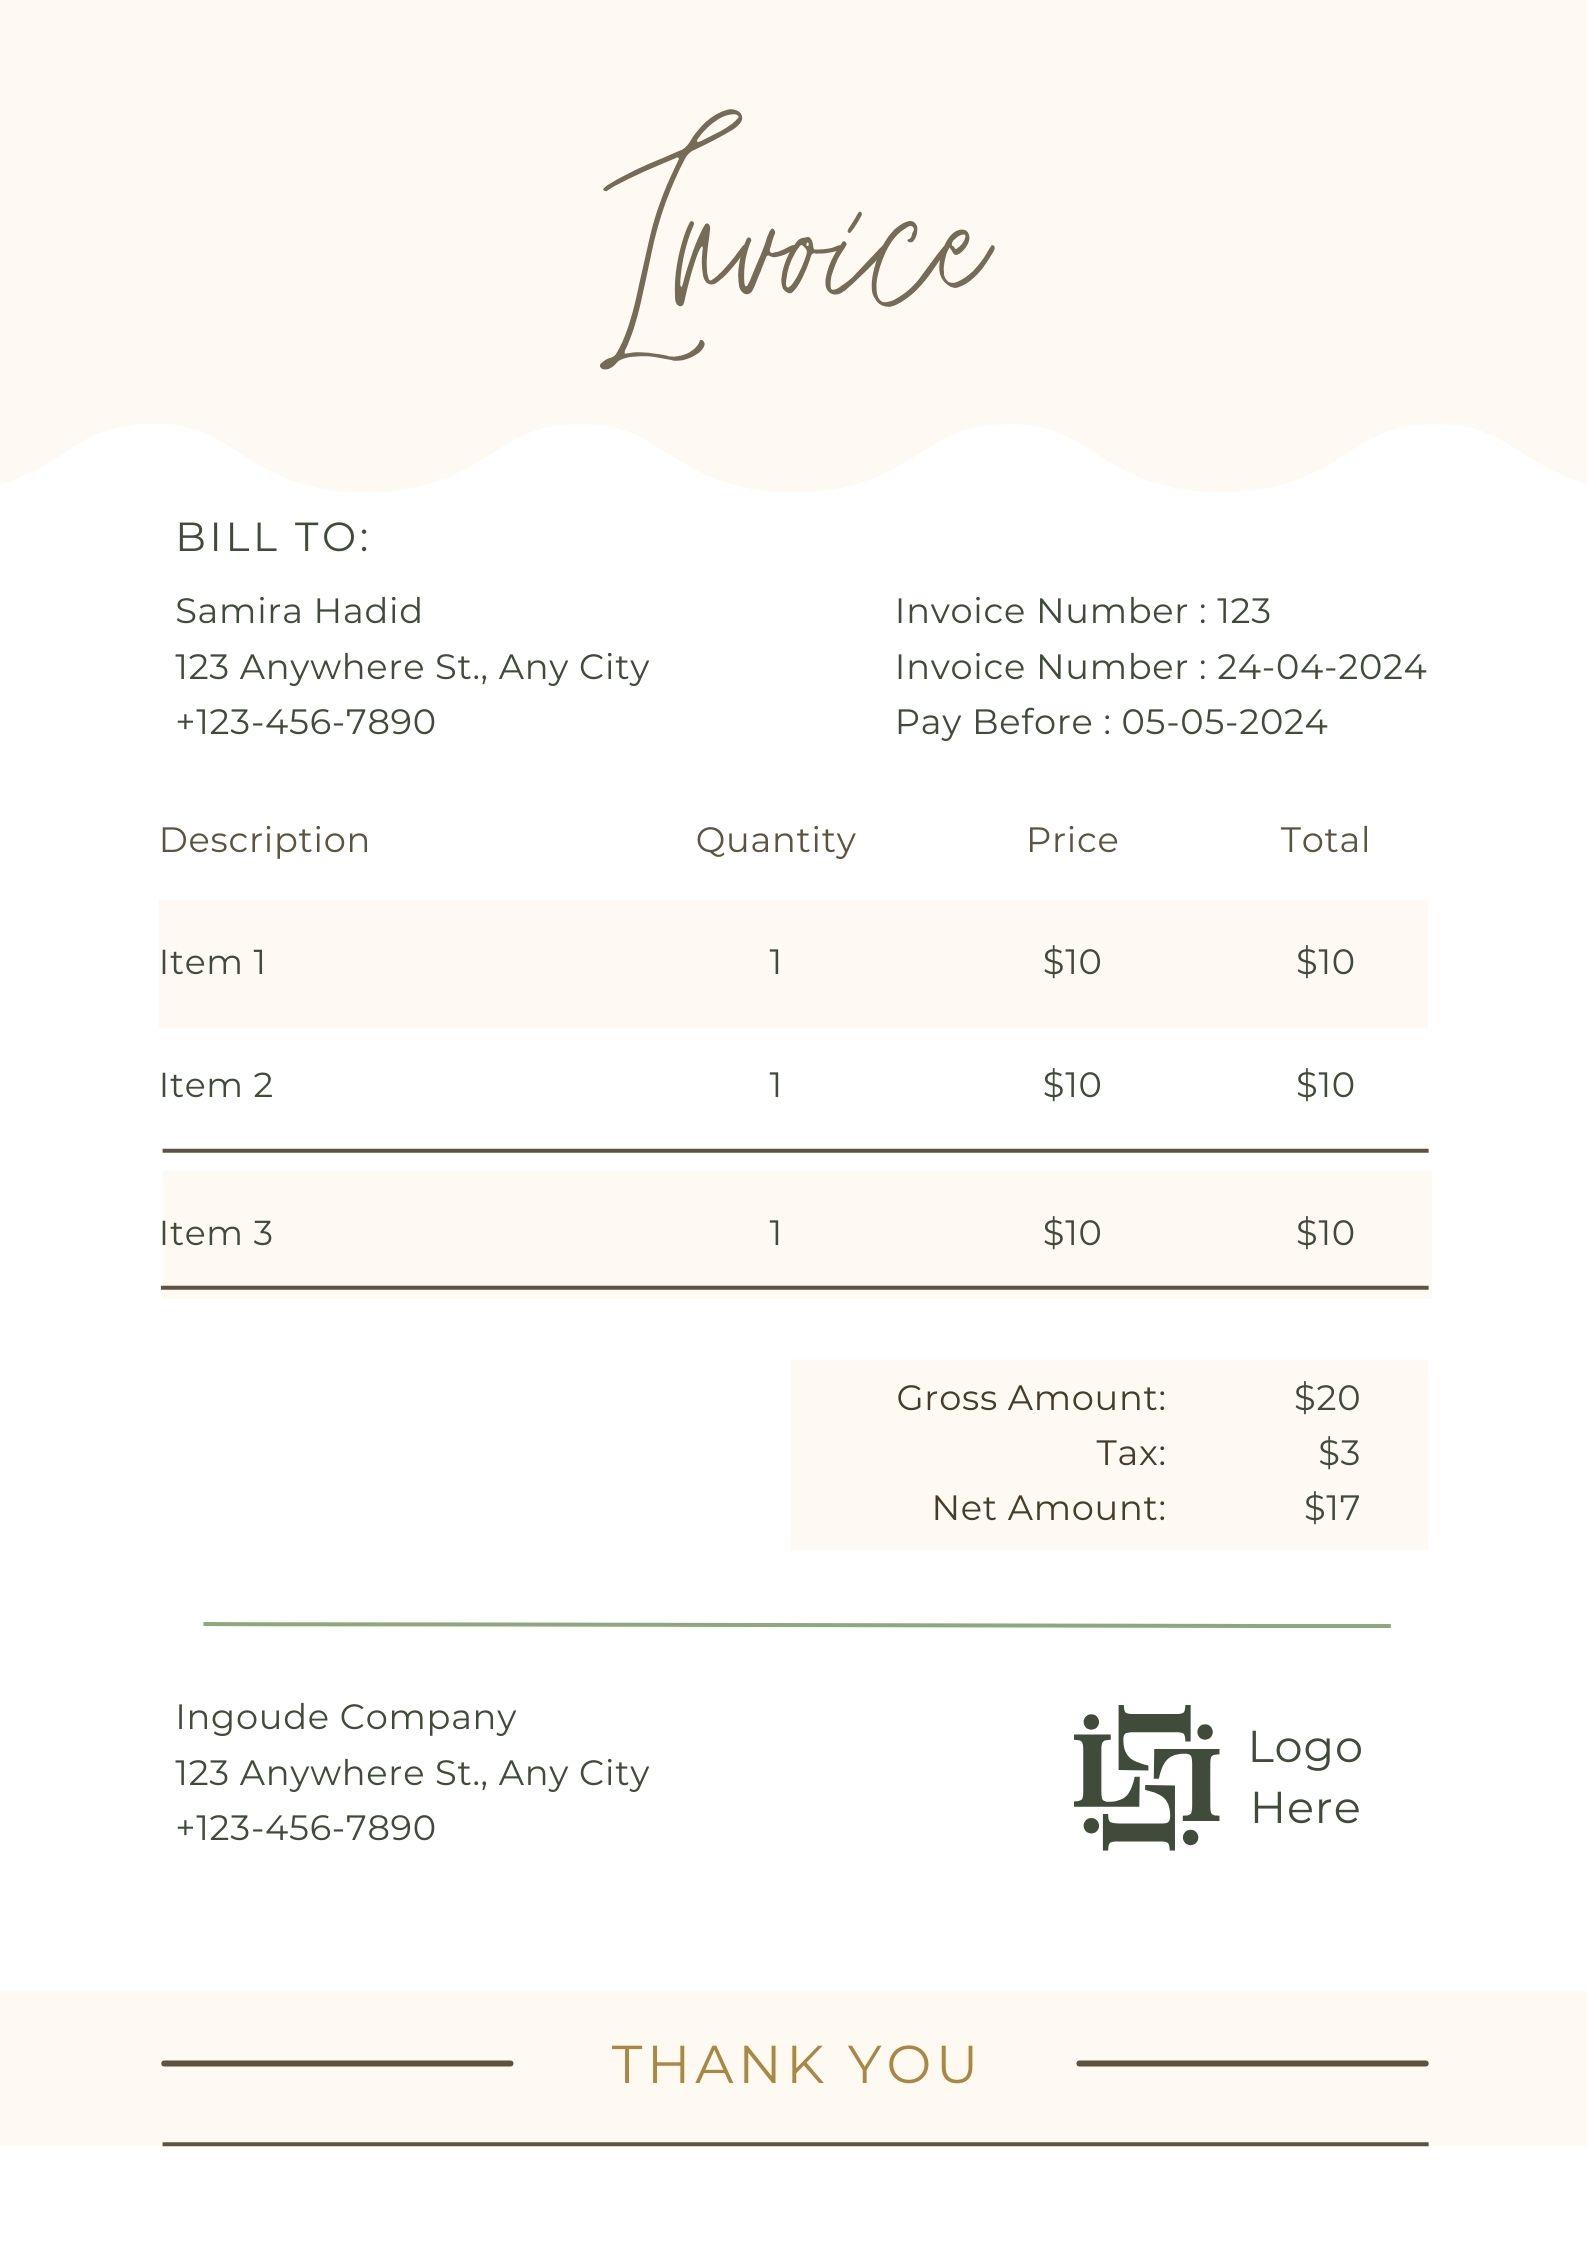 Invoice
BILL TO:
Samira Hadid
123 Anywhere St., Any City
+123-456-7890
Invoice Number : 123
Invoice Number : 24-04-2024
Pay Before : 05-05-2024
Description Quantity Price Total
Item 1 1 $10 $10
Item 2 1 $10 $10
Item 3 1 $10 $10
Gross Amount: $20
Tax: $3
Net Amount: $17
Ingoude Company
123 Anywhere St., Any City
+123-456-7890
Logo
Here
THANK YOU